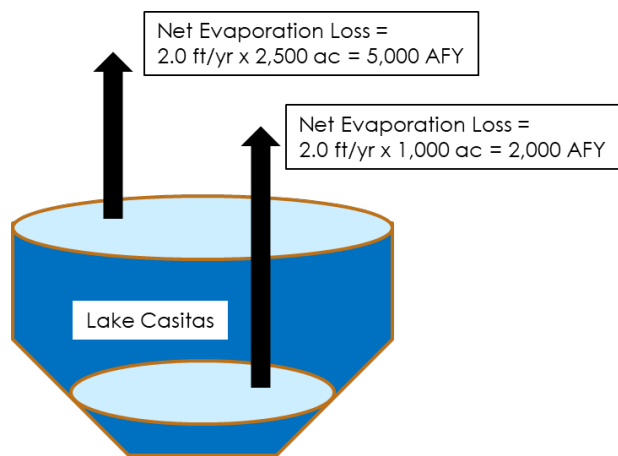 Net Evaporation Loss =
2.0 ft/yr x 2,500 ac = 5,000 AFY
Net Evaporation Loss =
2.0 ft/yr x 1,000 ac = 2,000 AFY
Lake Casitas